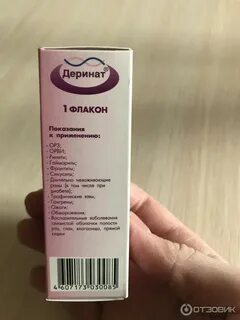 Деринат®
1 ФЛАКОН
Показания
к применению:
- ОРЗ;
- ОРВИ;
- Риниты;
- Гаймориты;
- Фронтиты;
- Синуситы;
- Длительно незаживающие
раны (в том числе при
диабете);
- Трофические язвы;
- Гангрены;
- Ожоги;
- Обморожения;
- Воспалительные заболевания
слизистой оболочки полости
рта, глаз, влагалища, прямой
кишки
4 607173 030085
ОТЗОВИК